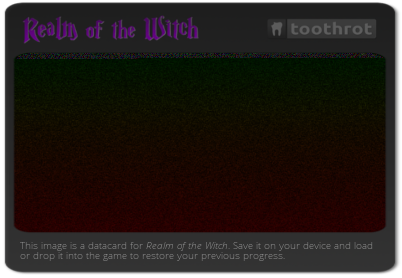 Realm of the Witch
toothrot
This image is a datacard for Realm of the Witch. Save it on your device and load
or drop it into the game to restore your previous progress.